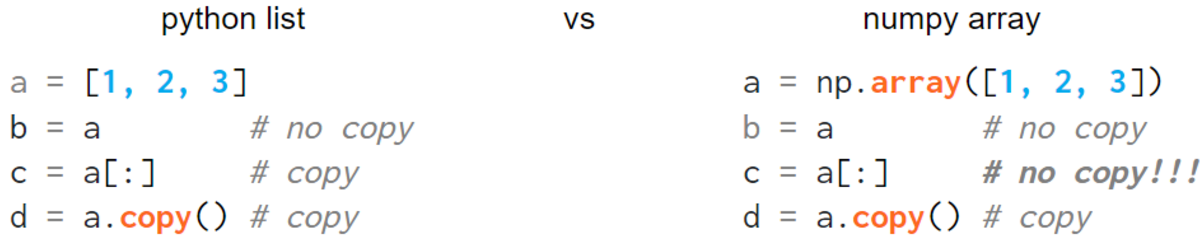 python list vs numpy array
a = [1, 2, 3] a = np.array([1, 2, 3])
b = a # no copy b = a # no copy
c = a[:] # copy c = a[:] # no copy!!!
d = a.copy() # copy d = a.copy() # copy